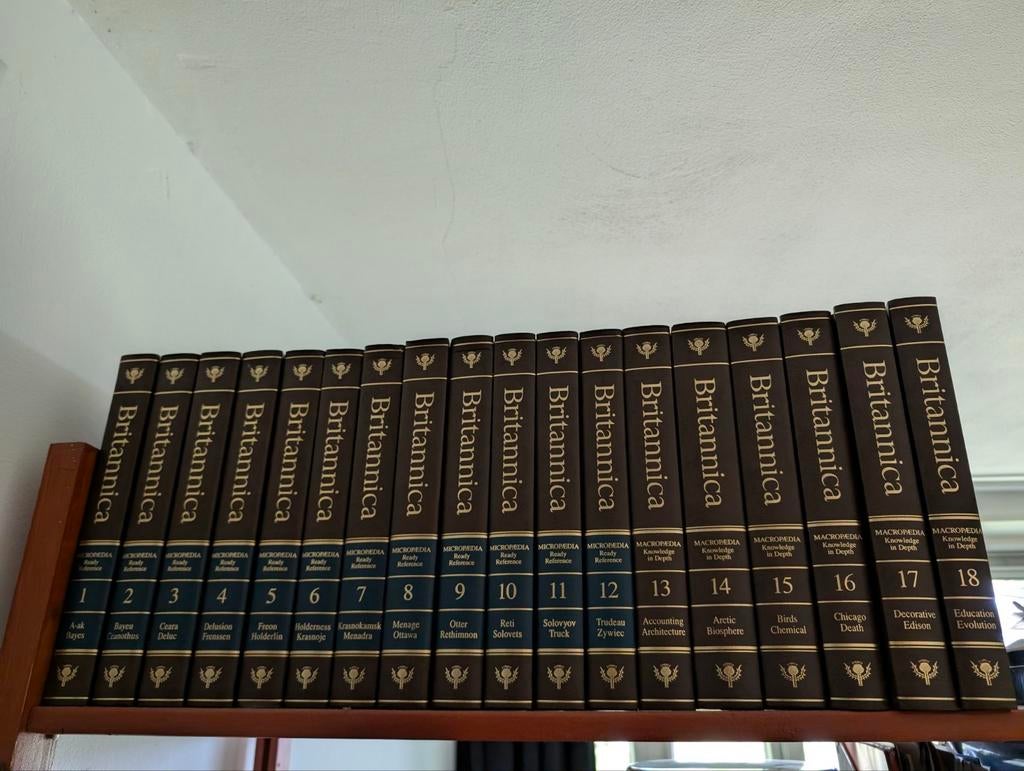 Britannica
MICROPÆDIA
Ready
Reference
1
A-ak
Bayes
Britannica
MICROPÆDIA
Ready
Reference
2
Bayeu
Ceanothus
Britannica
MICROPÆDIA
Ready
Reference
3
Ceara
Deluc
Britannica
MICROPÆDIA
Ready
Reference
4
Delusion
Frenssen
Britannica
MICROPÆDIA
Ready
Reference
5
Freon
Holderlin
Britannica
MICROPÆDIA
Ready
Reference
6
Holderness
Krasnoje
Britannica
MICROPÆDIA
Ready
Reference
7
Krasnokamsk
Menadra
Britannica
MICROPÆDIA
Ready
Reference
8
Menage
Ottawa
Britannica
MICROPÆDIA
Ready
Reference
9
Otter
Rethimnon
Britannica
MICROPÆDIA
Ready
Reference
10
Reti
Solovets
Britannica
MICROPÆDIA
Ready
Reference
11
Solovyov
Truck
Britannica
MICROPÆDIA
Ready
Reference
12
Trudeau
Zywiec
Britannica
MACROPÆDIA
Knowledge
in Depth
13
Accounting
Architecture
Britannica
MACROPÆDIA
Knowledge
in Depth
14
Arctic
Biosphere
Britannica
MACROPÆDIA
Knowledge
in Depth
15
Birds
Chemical
Britannica
MACROPÆDIA
Knowledge
in Depth
16
Chicago
Death
Britannica
MACROPÆDIA
Knowledge
in Depth
17
Decorative
Edison
Britannica
MACROPÆDIA
Knowledge
in Depth
18
Education
Evolution